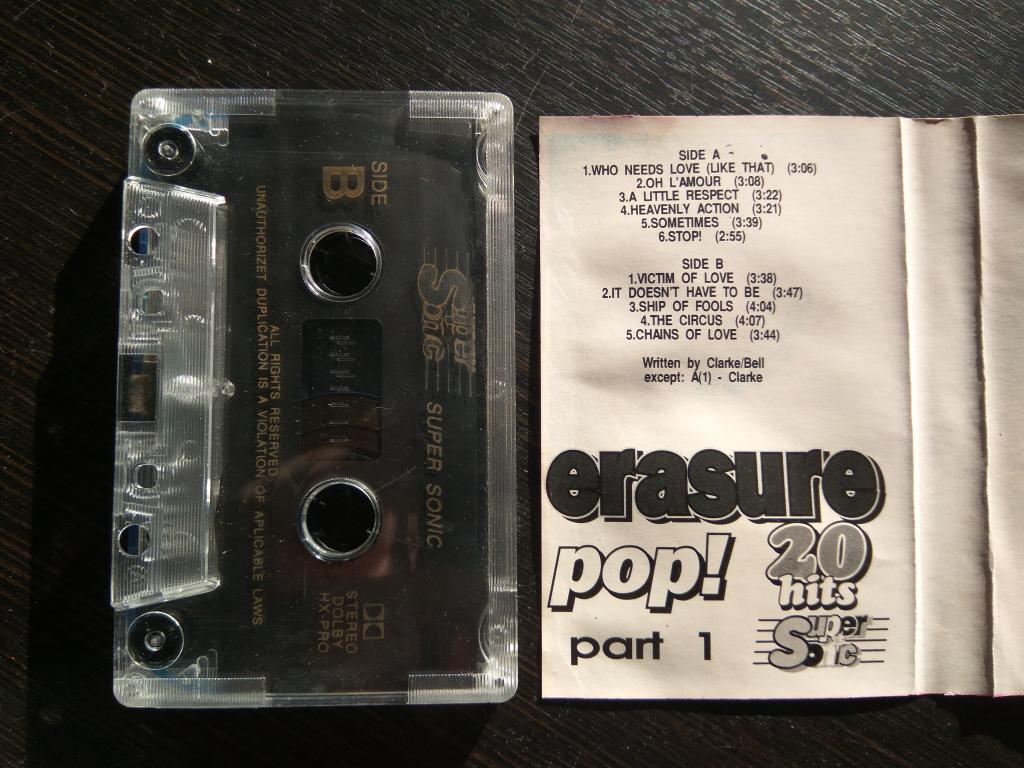 SIDE
B
UNAUTHORIZET DUPLICATION IS A VIOLATION OF APLICABLE LAWS
ALL RIGHTS RESERVED
Super
Sonic
SUPER SONIC
STEREO
DOLBY
HX-PRO
SIDE A
1.WHO NEEDS LOVE (LIKE THAT) (3:06)
2.OH L'AMOUR (3:08)
3.A LITTLE RESPECT (3:22)
4.HEAVENLY ACTION (3:21)
5.SOMETIMES (3:39)
6.STOP! (2:55)
SIDE B
1.VICTIM OF LOVE (3:38)
2.IT DOESN'T HAVE TO BE (3:47)
3.SHIP OF FOOLS (4:04)
4.THE CIRCUS (4:07)
5.CHAINS OF LOVE (3:44)
Written by Clarke/Bell
except: A(1) - Clarke
erasure
pop!
20
hits
part 1
Super
Sonic